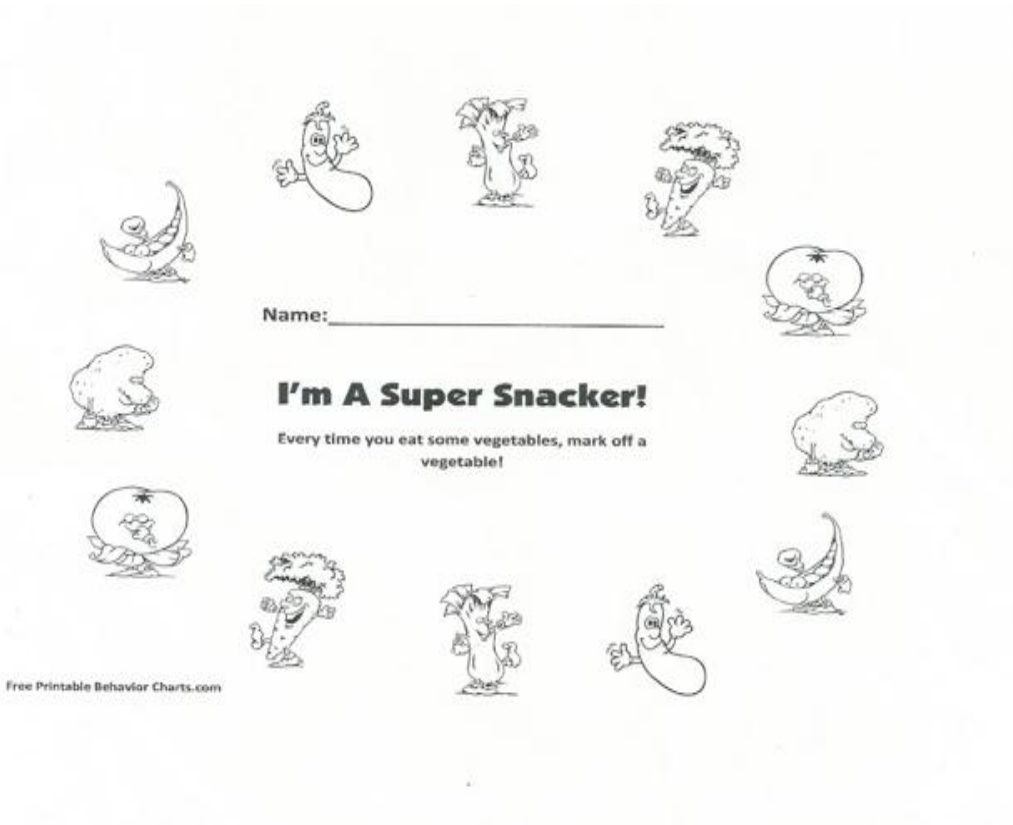 Name:
I'm A Super Snacker!
Every time you eat some vegetables, mark off a
vegetable!
Free Printable Behavior Charts.com